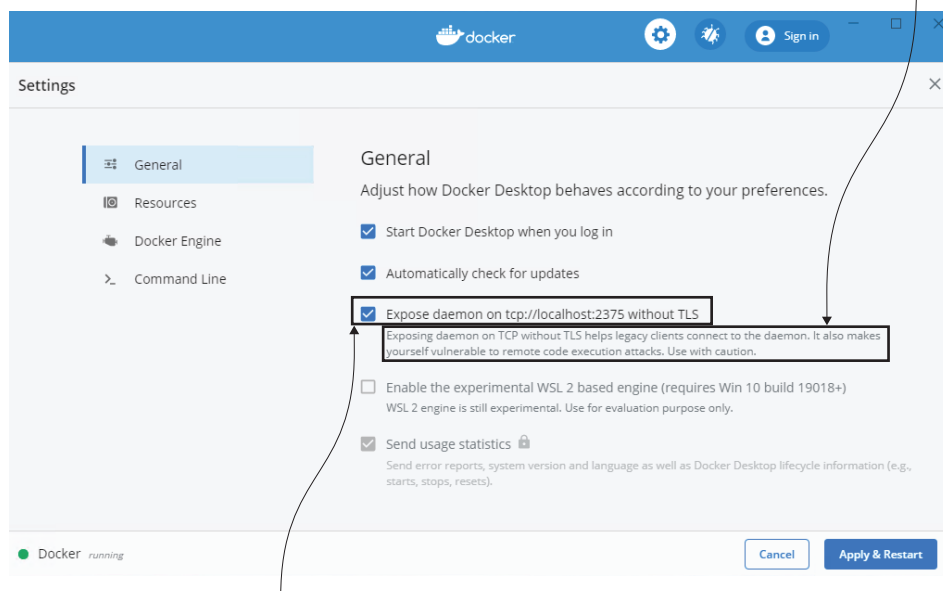 docker
Sign in
Settings
General
Resources
Docker Engine
Command Line
General
Adjust how Docker Desktop behaves according to your preferences.
Start Docker Desktop when you log in
Automatically check for updates
Expose daemon on tcp://localhost:2375 without TLS
Exposing daemon on TCP without TLS helps legacy clients connect to the daemon. It also makes
yourself vulnerable to remote code execution attacks. Use with caution.
Enable the experimental WSL 2 based engine (requires Win 10 build 19018+)
WSL 2 engine is still experimental. Use for evaluation purpose only.
Send usage statistics
Send error reports, system version and language as well as Docker Desktop lifecycle information (e.g.,
starts, stops, resets).
Docker running
Cancel
Apply & Restart